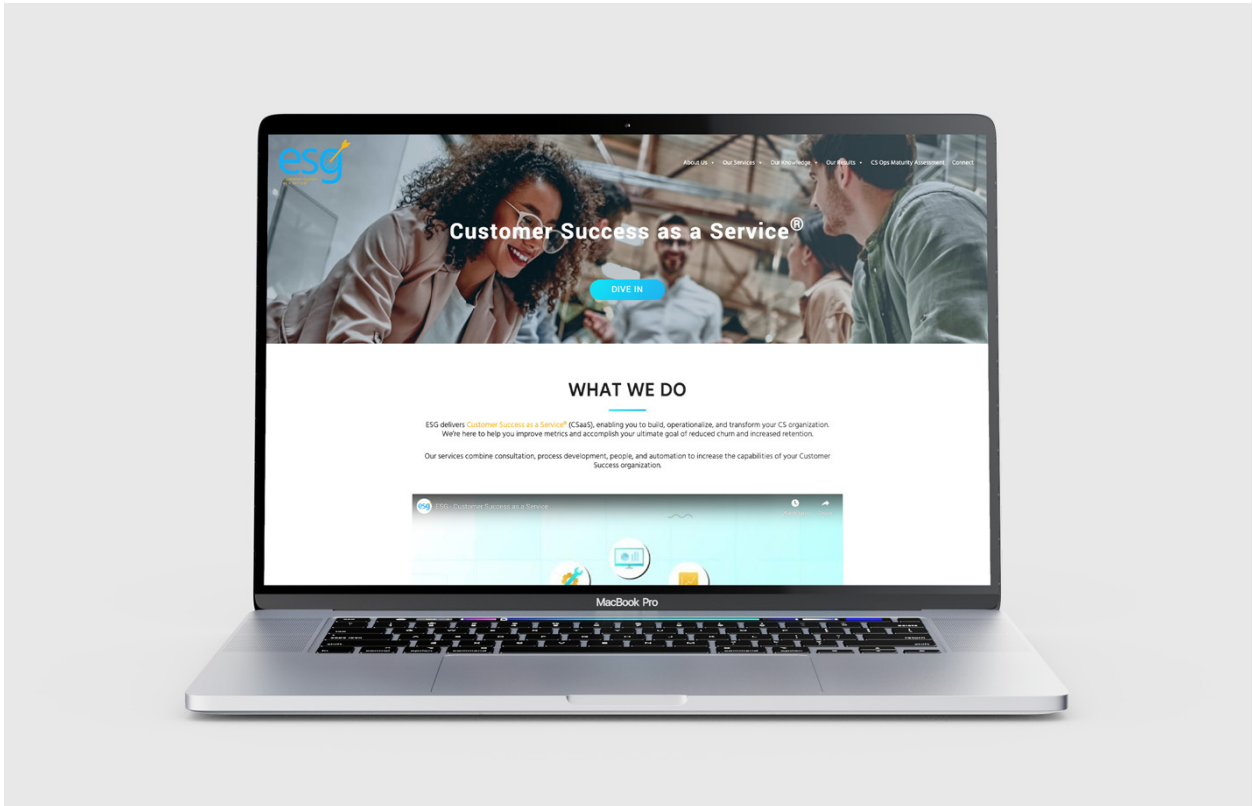 esg
About Us
Our Services
Our Knowledge
Our Results
CS Ops Maturity Assessment
Connect
Customer Success as a Service®
DIVE IN
WHAT WE DO
ESG delivers Customer Success as a Service® (CSaaS), enabling you to build, operationalize, and transform your CS organization.
We're here to help you improve metrics and accomplish your ultimate goal of reduced churn and increased retention.
Our services combine consultation, process development, people, and automation to increase the capabilities of your Customer
Success organization.
esg ESG - Customer Success as a Service
MacBook Pro